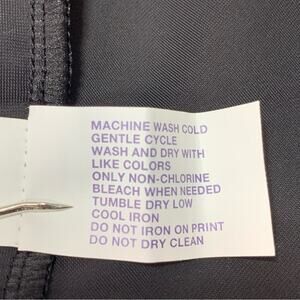 MACHINE WASH COLD
GENTLE CYCLE
WASH AND DRY WITH
LIKE COLORS
ONLY NON-CHLORINE
BLEACH WHEN NEEDED
TUMBLE DRY LOW
COOL IRON
DO NOT IRON ON PRINT
DO NOT DRY CLEAN